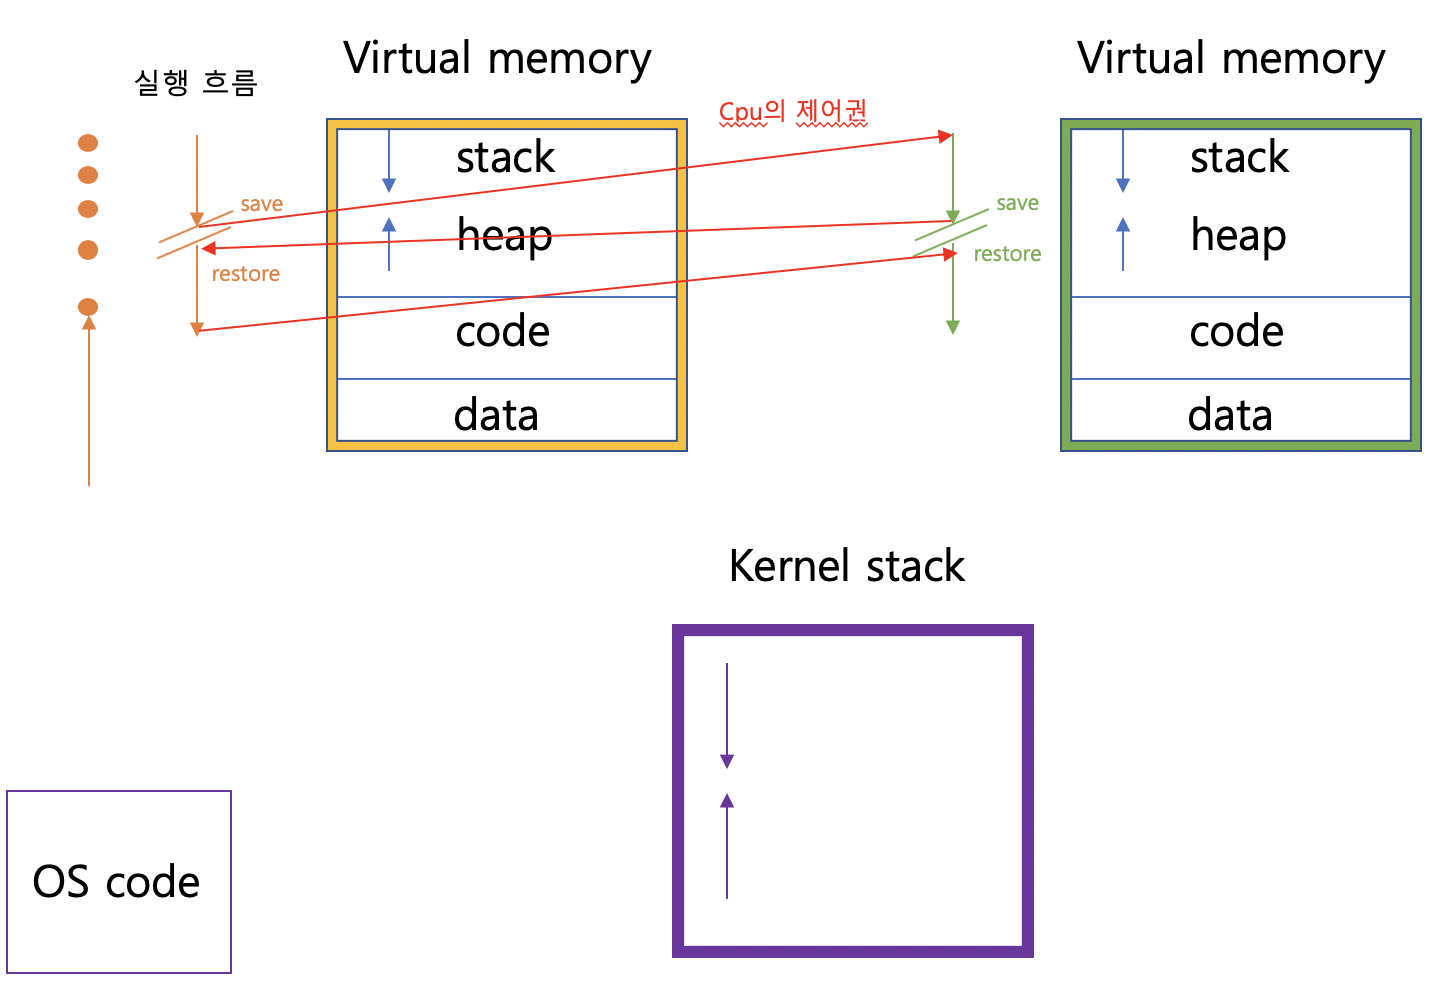 Virtual memory
Virtual memory
실행 흐름
Cpu의 제어권
stack
stack
save
save
heap
heap
restore
restore
code
code
data
data
Kernel stack
OS code